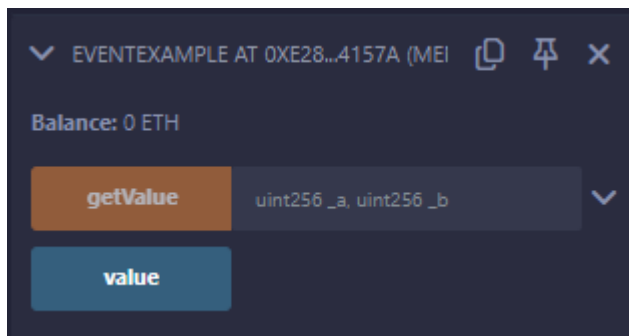 EVENTEXAMPLE AT 0XE28...4157A (MEI
Balance: 0 ETH
getValue uint256 _a, uint256 _b
value